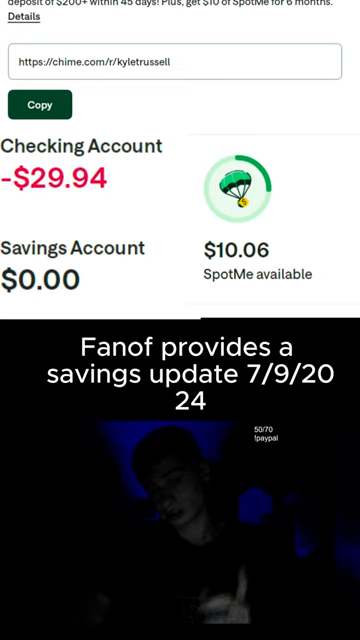 deposit of $200+ within 45 days! Plus, get $10 of SpotMe for 6 months.
Details
https://chime.com/r/kyletrussell
Copy
Checking Account
-$29.94
Savings Account
$0.00
$10.06
SpotMe available
Fanof provides a
savings update 7/9/20
24
50/70
!paypal